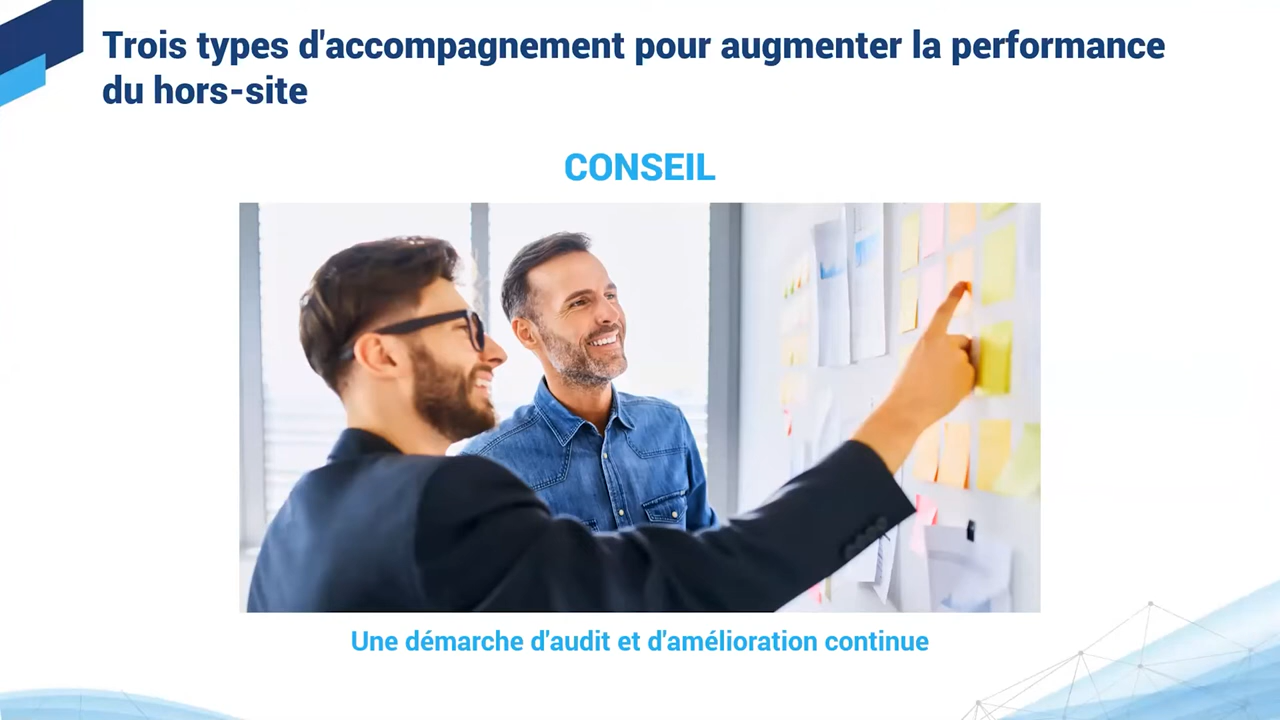 Trois types d'accompagnement pour augmenter la performance
du hors-site
CONSEIL
Une démarche d'audit et d'amélioration continue